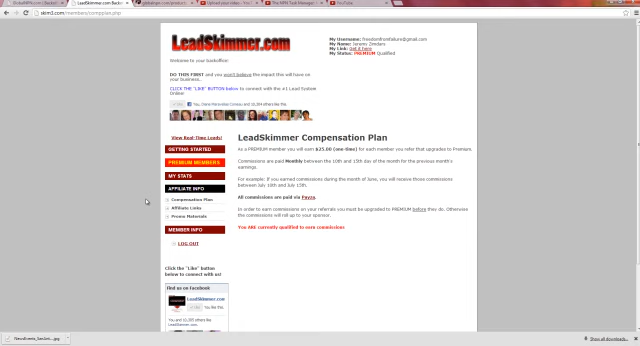 LeadSkimmer.com
Welcome to your backoffice!
DO THIS FIRST and you won't believe the impact this will have on
your business..
CLICK THE "LIKE" BUTTON below to connect with the #1 Lead System
Online!
My Username: freedomfromfailure@gmail.com
My Link: Get it here
My Status: PREMIUM Qualified
View Real-Time Leads!
GETTING STARTED
PREMIUM MEMBERS
MY STATS
AFFILIATE INFO
Compensation Plan
Affiliate Links
Promo Materials
MEMBER INFO
LOG OUT
LeadSkimmer Compensation Plan
As a PREMIUM member you will earn $25.00 (one-time) for each member you refer that upgrades to Premium.
Commissions are paid Monthly between the 10th and 15th day of the month for the previous month's
earnings.
For example: if you earned commissions during the month of June, you will receive those commissions
between July 10th and July 15th.
All commissions are paid via Payza.
In order to earn commissions on your referrals you must be upgraded to PREMIUM before they do. Otherwise
the commissions will roll up to your sponsor.
You ARE currently qualified to earn commissions
Click the "Like" button
below to connect with us!
Find us on Facebook
LeadSkimmer.com
You like this.
LeadSkimmer.com.
Show all downloads...